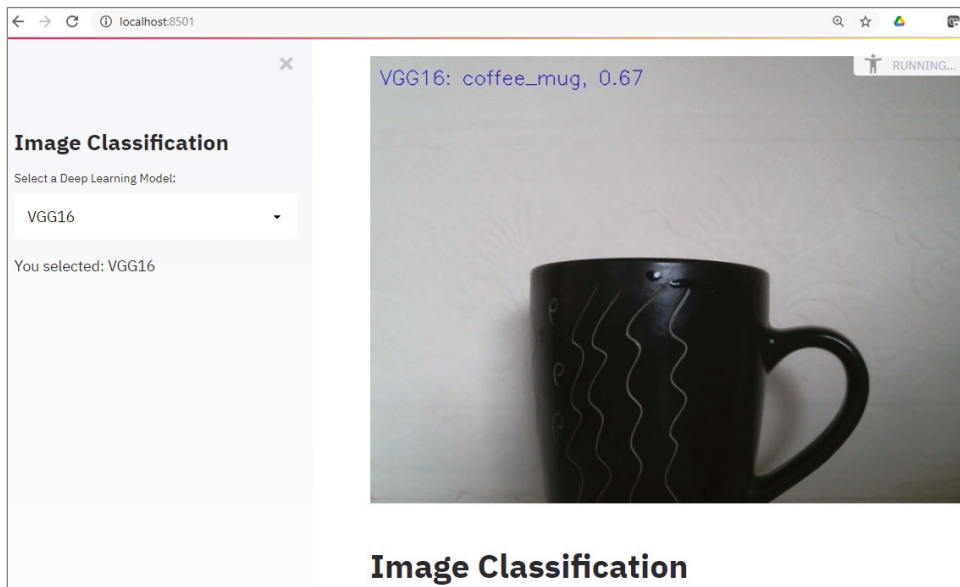 localhost:8501
Image Classification
Select a Deep Learning Model:
VGG16
You selected: VGG16
VGG16: coffee_mug, 0.67
RUNNING...
Image Classification